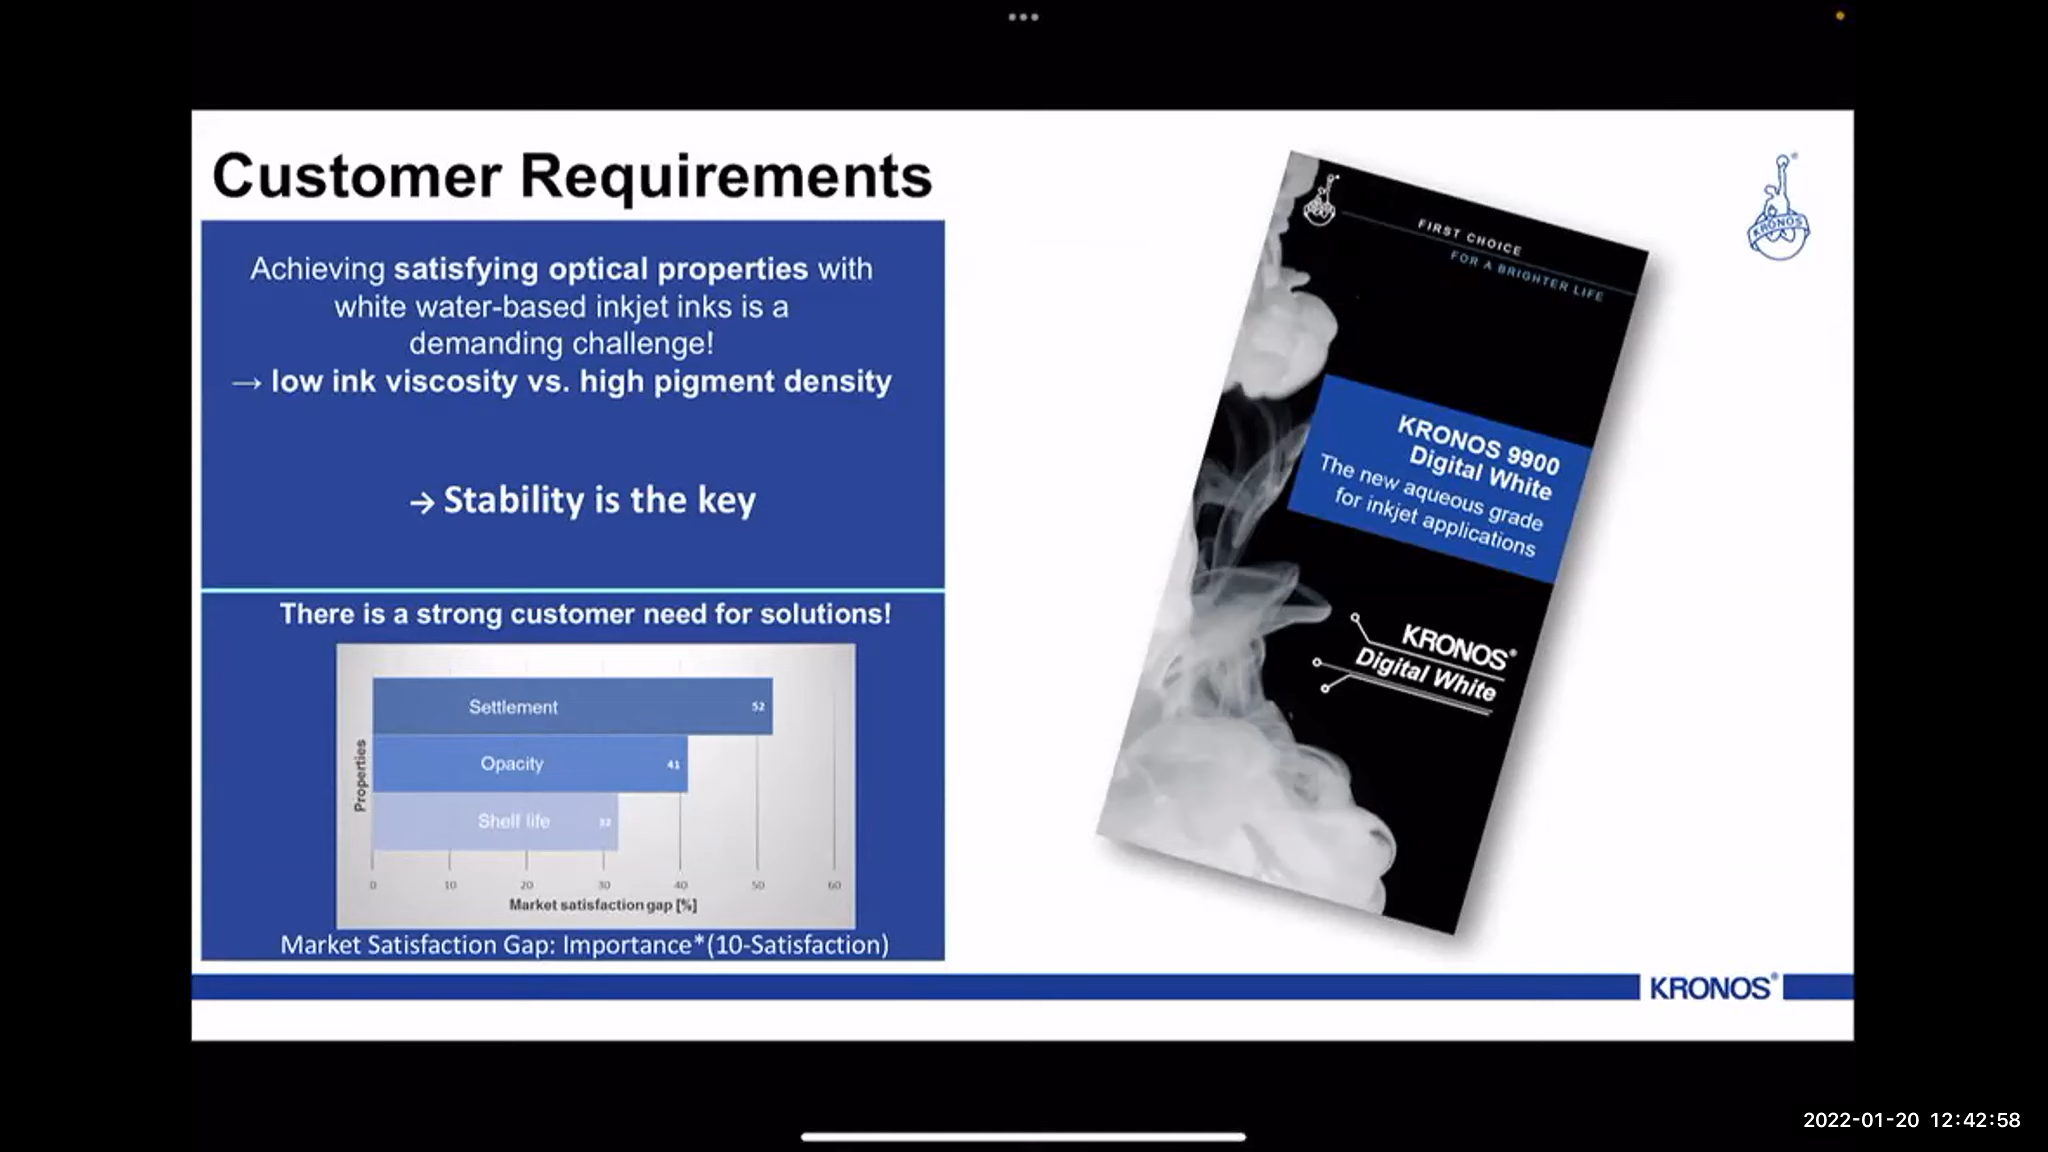 Customer Requirements
Achieving satisfying optical properties with
white water-based inkjet inks is a
demanding challenge!
→ low ink viscosity vs. high pigment density
→ Stability is the key
There is a strong customer need for solutions!
Properties
Settlement 52
Opacity 41
Shelf life 32
0 10 20 30 40 50 60
Market satisfaction gap [%]
Market Satisfaction Gap: Importance*(10-Satisfaction)
FIRST CHOICE
FOR A BRIGHTER LIFE
KRONOS 9900
Digital White
The new aqueous grade
for inkjet applications
KRONOS®
Digital White
KRONOS
®
KRONOS®
2022-01-20 12:42:58